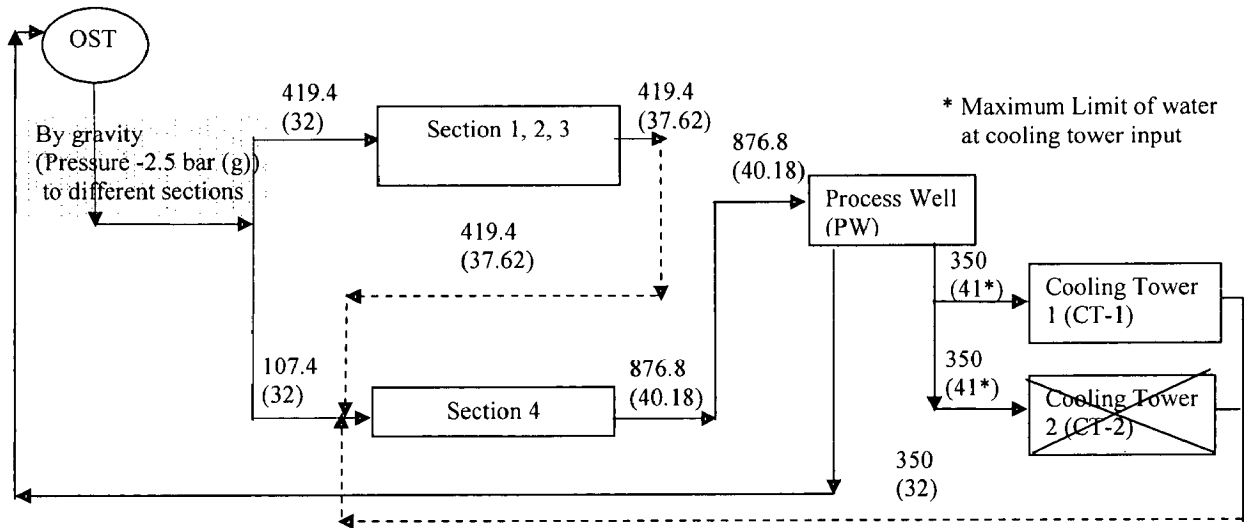 OST
By gravity
(Pressure -2.5 bar (g))
to different sections
419.4
(32)
Section 1, 2, 3
419.4
(37.62)
* Maximum Limit of water
at cooling tower input
419.4
(37.62)
876.8
(40.18)
Process Well
(PW)
350
(41*)
Cooling Tower
1 (CT-1)
107.4
(32)
Section 4
876.8
(40.18)
350
(41*)
Cooling Tower
2 (CT-2)
350
(32)